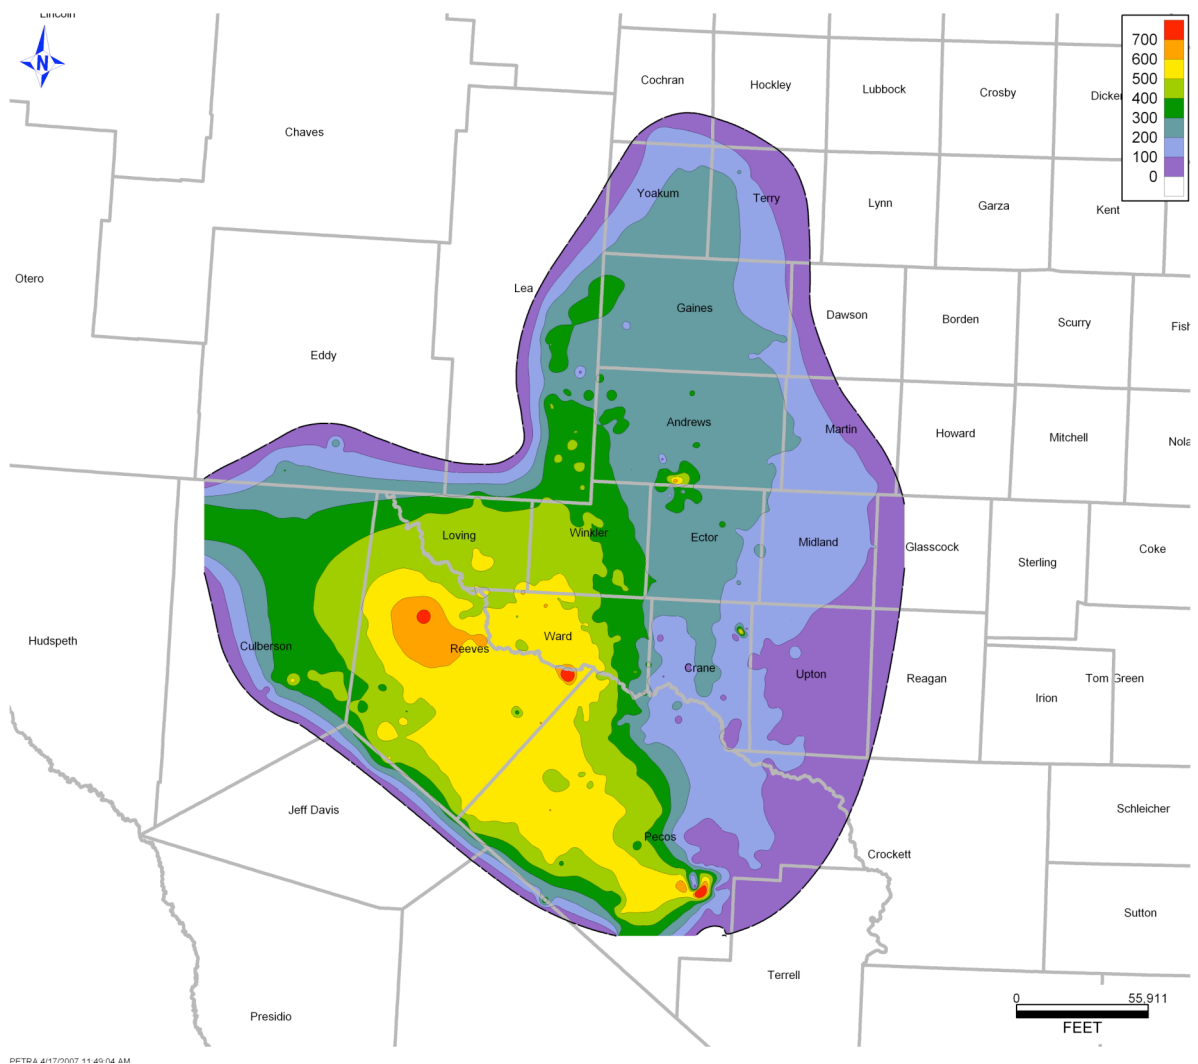 Lincoln
N
700
600
500
400
300
200
100
0
Cochran
Hockley
Lubbock
Crosby
Dicke
Chaves
Yoakum
Terry
Lynn
Garza
Kent
Otero
Lea
Gaines
Dawson
Borden
Scurry
Fish
Eddy
Andrews
Martin
Howard
Mitchell
Nola
Loving
Winkler
Ector
Midland
Glasscock
Sterling
Coke
Hudspeth
Culberson
Reeves
Ward
Crane
Upton
Reagan
Irion
Tom Green
Jeff Davis
Pecos
Crockett
Schleicher
Sutton
Terrell
Presidio
0 55,911
FEET
PETRA 4/17/2007 11:49:04 AM